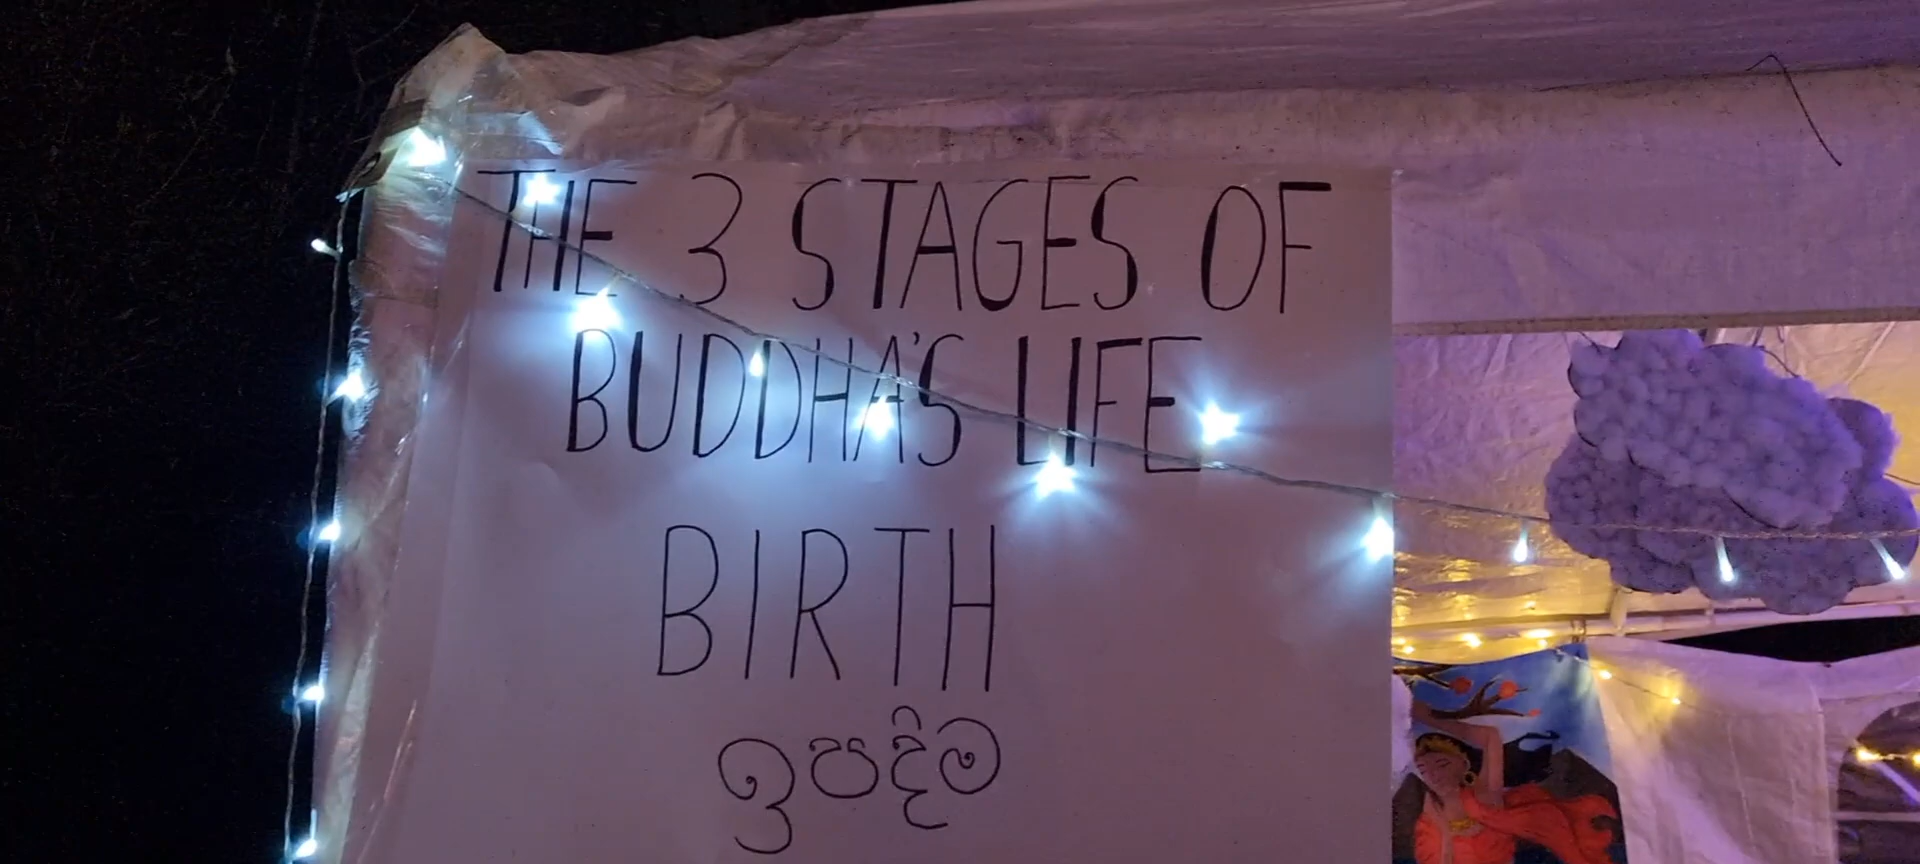 THE 3 STAGES OF
BUDDHA'S LIFE
BIRTH
ඉපදිම